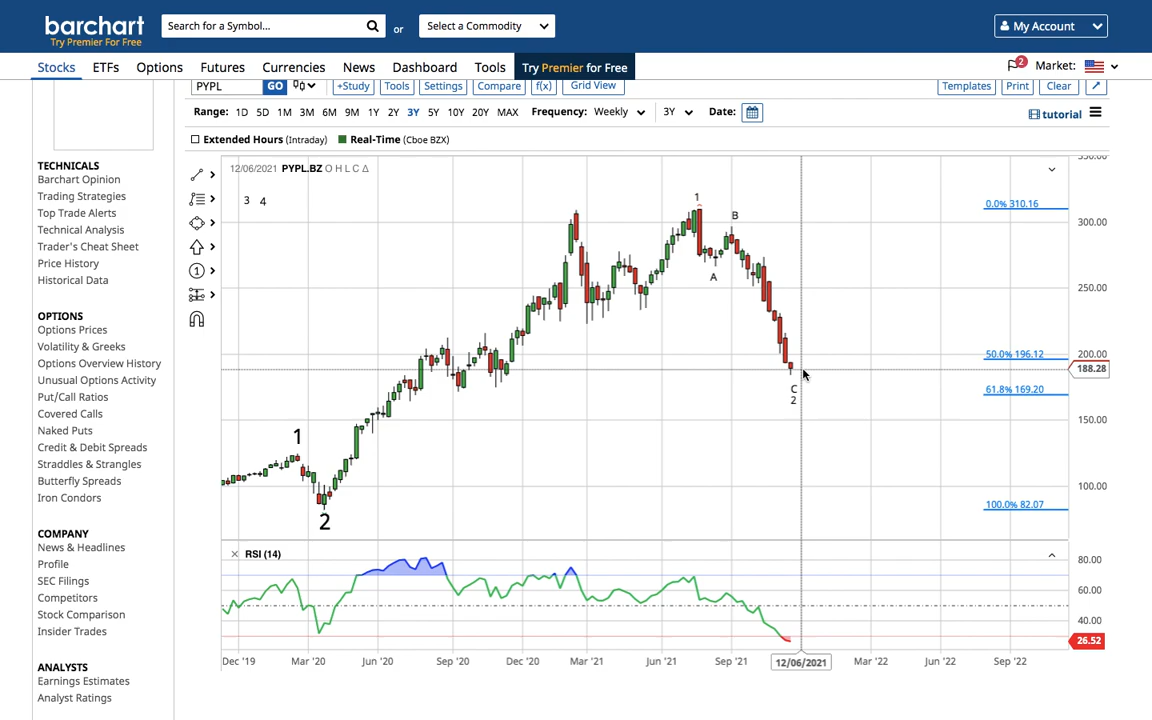 barchart
Try Premier For Free
Search for a Symbol...
or
Select a Commodity
My Account
Stocks ETFs Options Futures Currencies News Dashboard Tools Try Premier for Free
2
Market:
PYPL GO +Study Tools Settings Compare f(x) Grid View Templates Print Clear
Range: 1D 5D 1M 3M 6M 9M 1Y 2Y 3Y 5Y 10Y 20Y MAX Frequency: Weekly 3Y Date: tutorial
Extended Hours (Intraday) Real-Time (Cboe BZX)
TECHNICALS
Barchart Opinion
Trading Strategies
Top Trade Alerts
Technical Analysis
Trader's Cheat Sheet
Price History
Historical Data
OPTIONS
Options Prices
Volatility & Greeks
Options Overview History
Unusual Options Activity
Put/Call Ratios
Covered Calls
Naked Puts
Credit & Debit Spreads
Straddles & Strangles
Butterfly Spreads
Iron Condors
COMPANY
News & Headlines
Profile
SEC Filings
Competitors
Stock Comparison
Insider Trades
ANALYSTS
Earnings Estimates
Analyst Ratings
12/06/2021 PYPL.BZ O H L C Δ
3 4
1
1
B
A
C
2
1
2
0.0% 310.16
50.0% 196.12
61.8% 169.20
100.0% 82.07
350.00
300.00
250.00
200.00
188.28
150.00
100.00
RSI (14)
80.00
60.00
40.00
26.52
Dec '19 Mar '20 Jun '20 Sep '20 Dec '20 Mar '21 Jun '21 Sep '21 12/06/2021 Mar '22 Jun '22 Sep '22